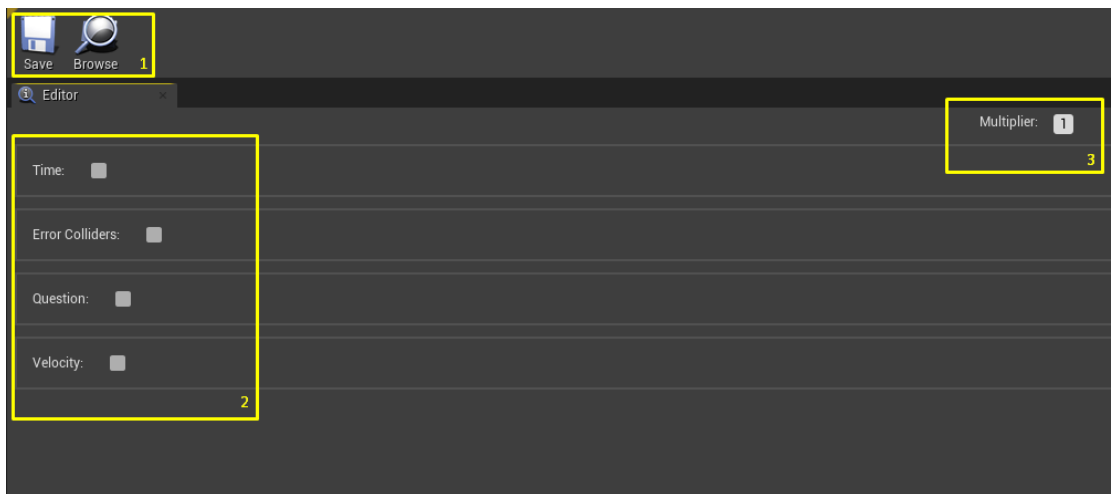 Save Browse 1
Editor
Multiplier: 1
3
Time:
Error Colliders:
Question:
Velocity:
2